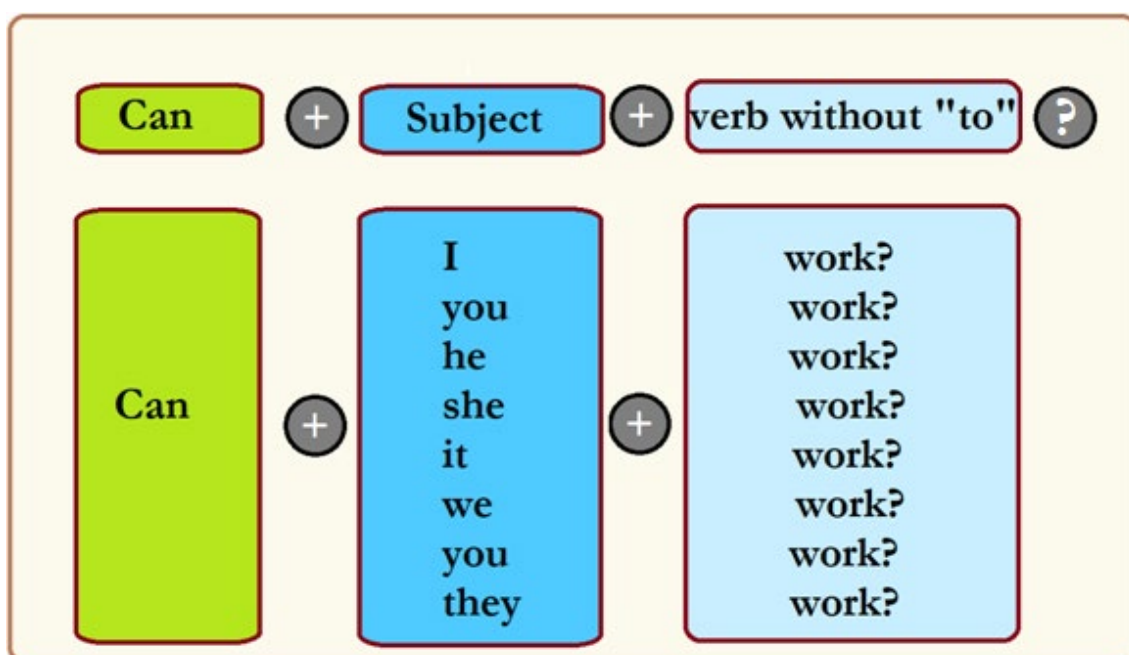 Can + Subject + verb without "to" ?
I work?
you work?
he work?
Can + she work?
it work?
we work?
you work?
they work?